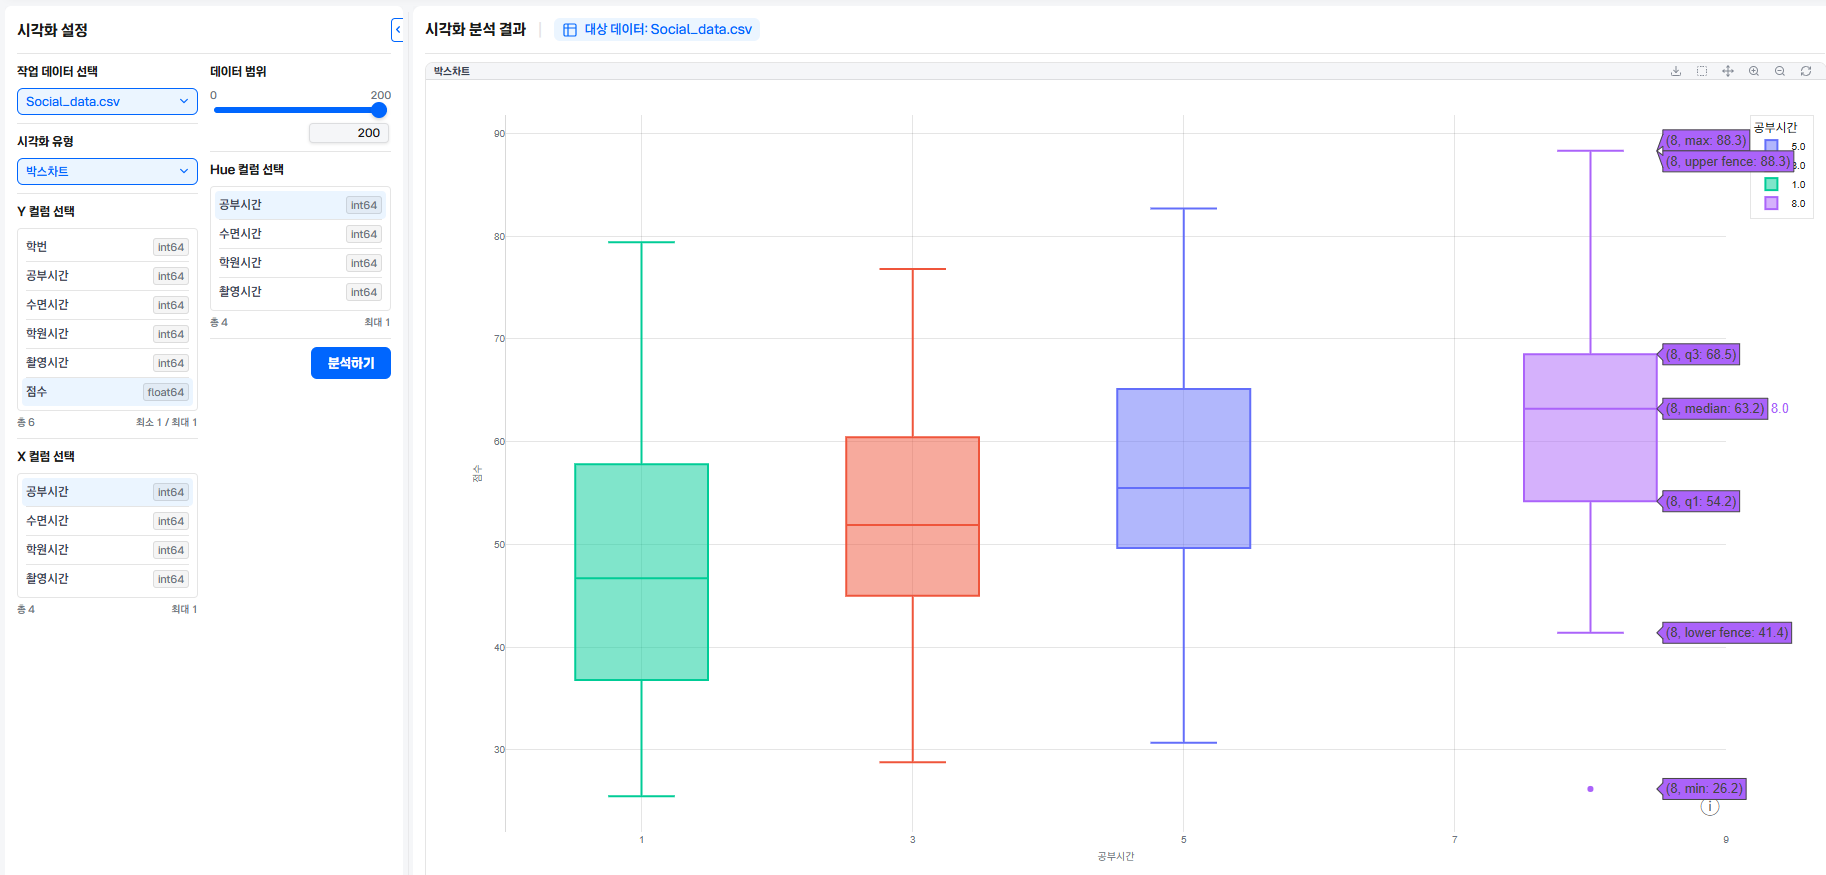 시각화 설정
작업 데이터 선택
Social_data.csv
시각화 유형
박스차트
Y 컬럼 선택
학번 int64
공부시간 int64
수면시간 int64
학원시간 int64
촬영시간 int64
점수 float64
총 6 최소 1 / 최대 1
X 컬럼 선택
공부시간 int64
수면시간 int64
학원시간 int64
촬영시간 int64
총 4 최대 1
데이터 범위
0 200
200
Hue 컬럼 선택
공부시간 int64
수면시간 int64
학원시간 int64
촬영시간 int64
총 4 최대 1
분석하기
시각화 분석 결과
대상 데이터: Social_data.csv
박스차트
90
80
70
60
50
40
30
점수
1 3 5 7 9
공부시간
공부시간
5.0
3.0
1.0
8.0
(8, max: 88.3)
(8, upper fence: 88.3)
(8, q3: 68.5)
(8, median: 63.2) 8.0
(8, q1: 54.2)
(8, lower fence: 41.4)
(8, min: 26.2)